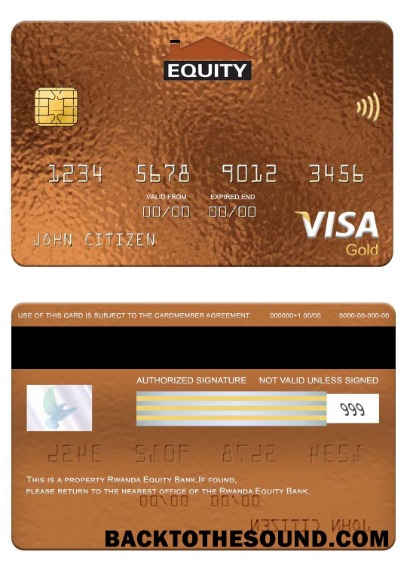 EQUITY
1234 5678 9012 3456
VALID FROM EXPIRED.END
00/00 00/00
JOHN CITIZEN
VISA
Gold
USE OF THIS CARD IS SUBJECT TO THE CARDMEMBER AGREEMENT 000000+1 00/00 0000-00-000-00
AUTHORIZED SIGNATURE NOT VALID UNLESS SIGNED
999
THIS IS A PROPERTY RWANDA EQUITY BANK.IF FOUND,
PLEASE RETURN TO THE NEAREST OFFICE OF THE RWANDA EQUITY BANK.
BACKTOTHESOUND.COM